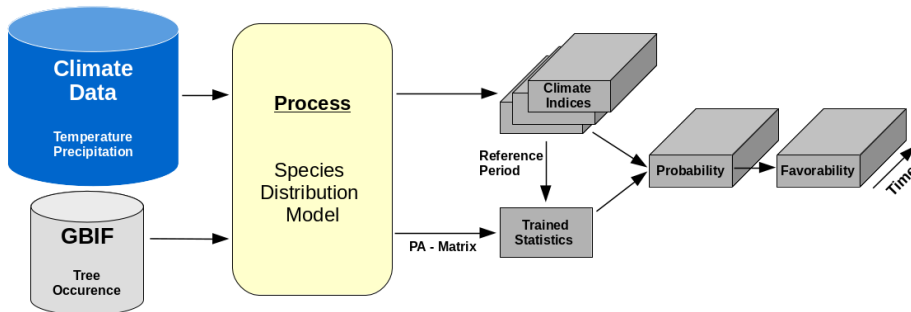 Climate
Data
Temperature
Precipitation
GBIF
Tree
Occurence
Process
Species
Distribution
Model
Climate
Indices
Reference
Period
PA - Matrix
Trained
Statistics
Probability
Favorability
Time